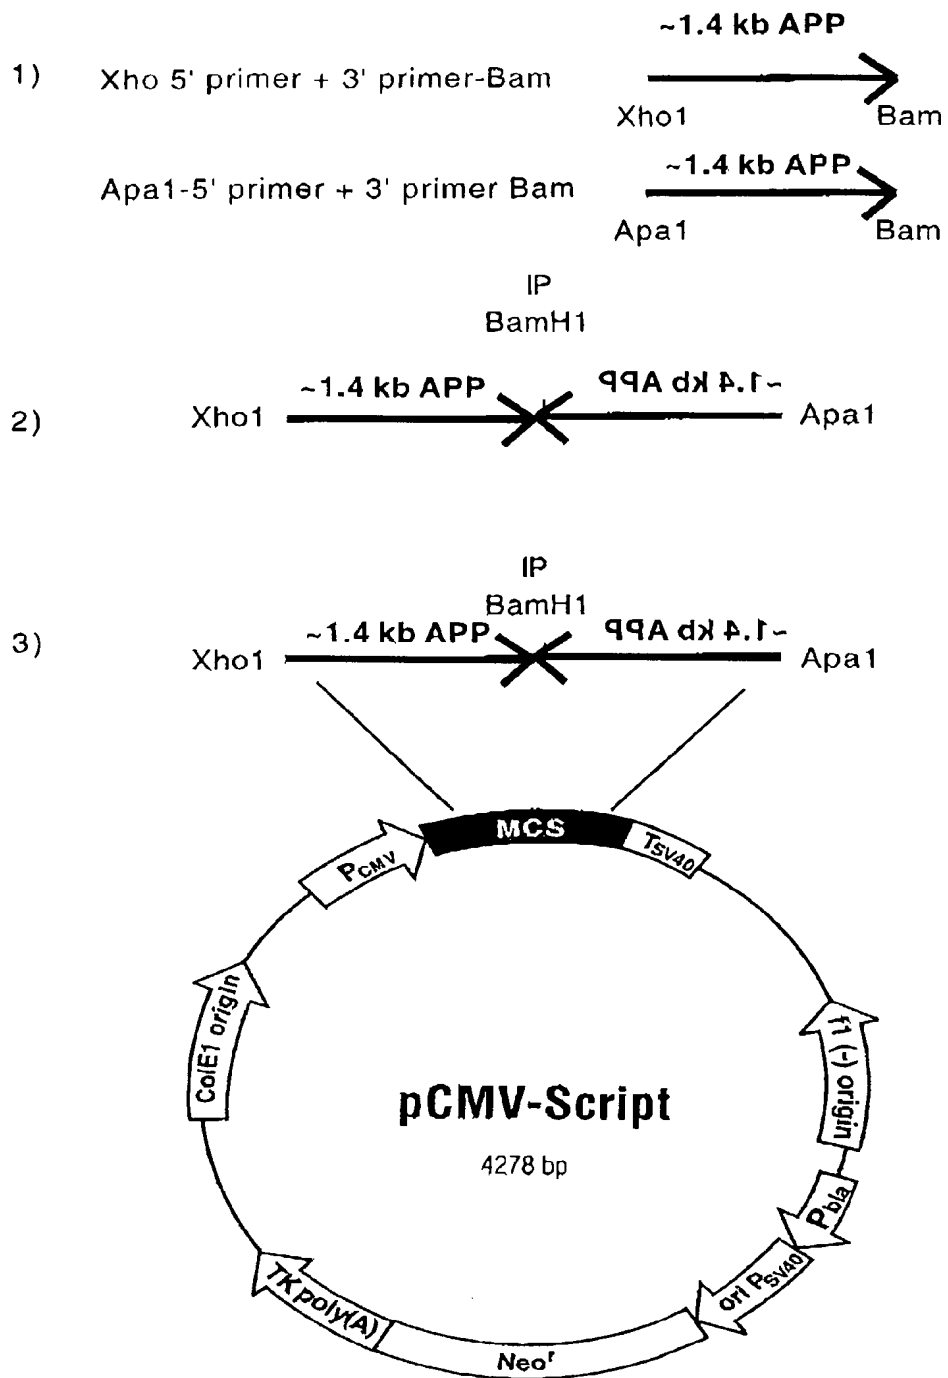 ~1.4 kb APP
1) Xho 5' primer + 3' primer-Bam
Xho1 Bam
~1.4 kb APP
Apa1-5' primer + 3' primer Bam
Apa1 Bam
IP
BamH1
~1.4 kb APP ~1.4 kb APP
2) Xho1 Apa1
IP
BamH1
~1.4 kb APP ~1.4 kb APP
3) Xho1 Apa1
MCS
PCMV
TSV40
ColE1 origin
f1 (-) origin
pCMV-Script
4278 bp
Pbla
ori PSV40
TK poly(A)
Neor